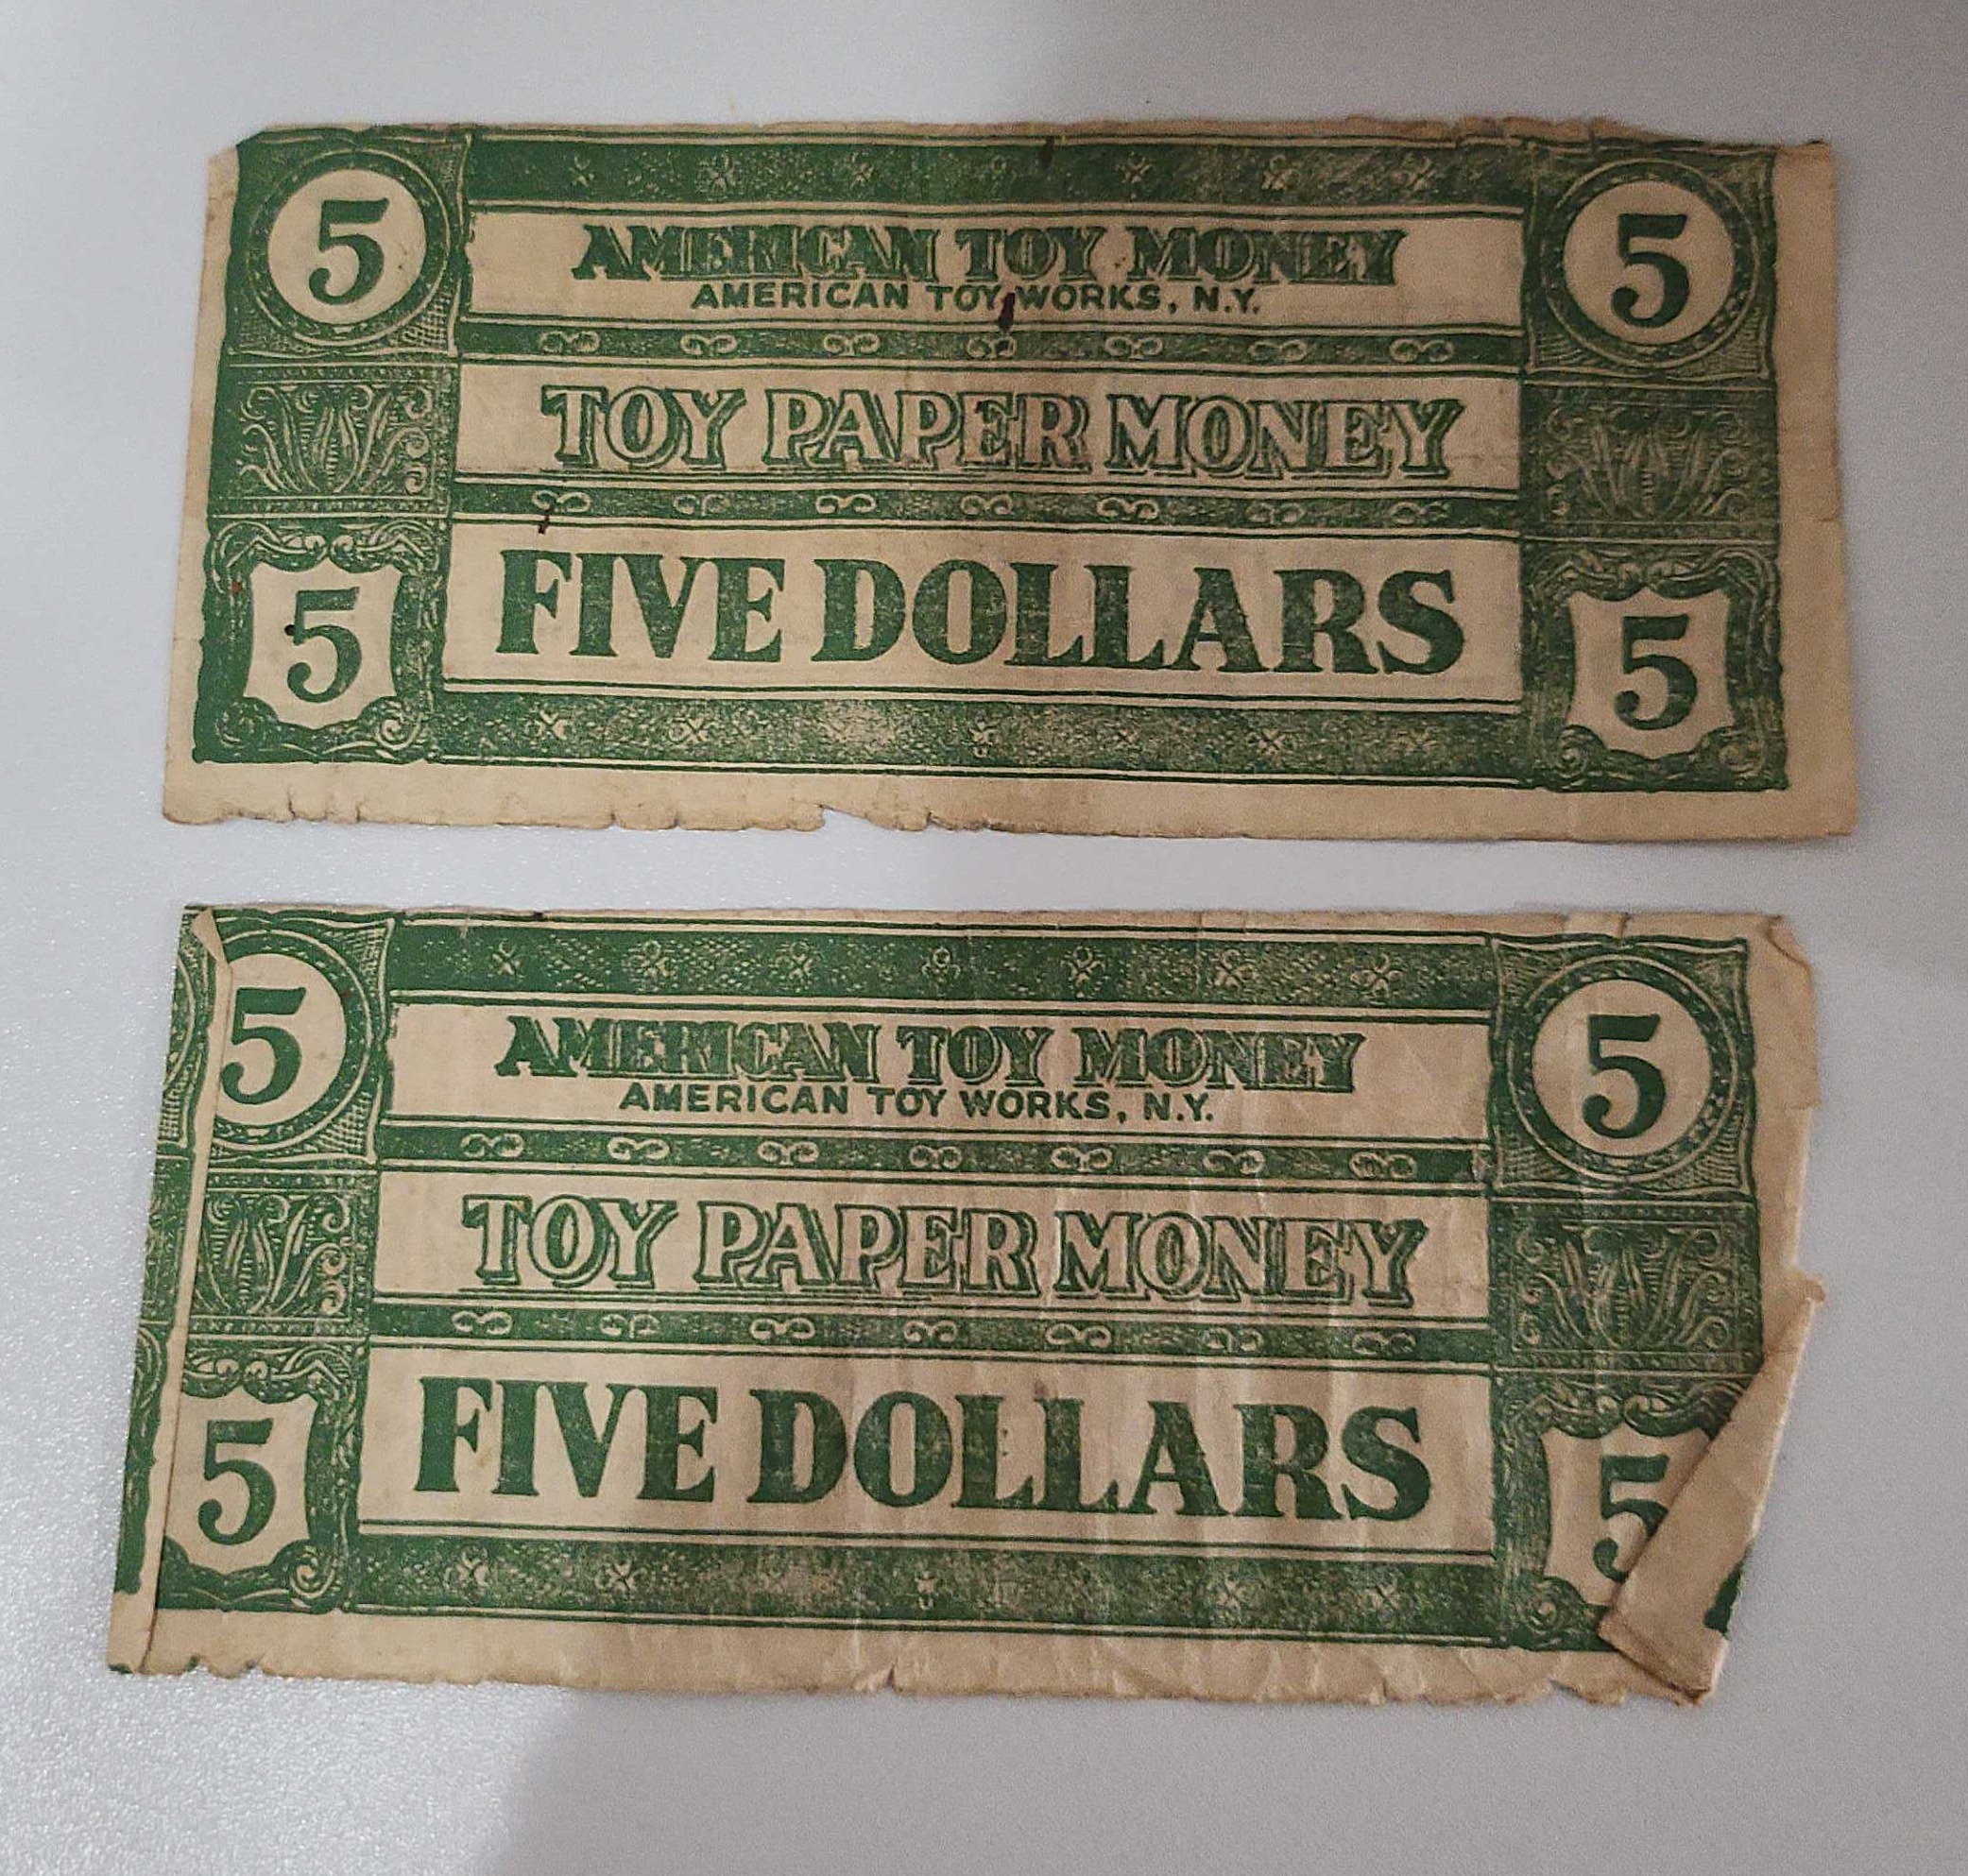 5 5
AMERICAN TOY MONEY
AMERICAN TOY WORKS, N.Y.
TOY PAPER MONEY
FIVE DOLLARS
5 5
5 5
AMERICAN TOY MONEY
AMERICAN TOY WORKS, N.Y.
TOY PAPER MONEY
FIVE DOLLARS
5 5